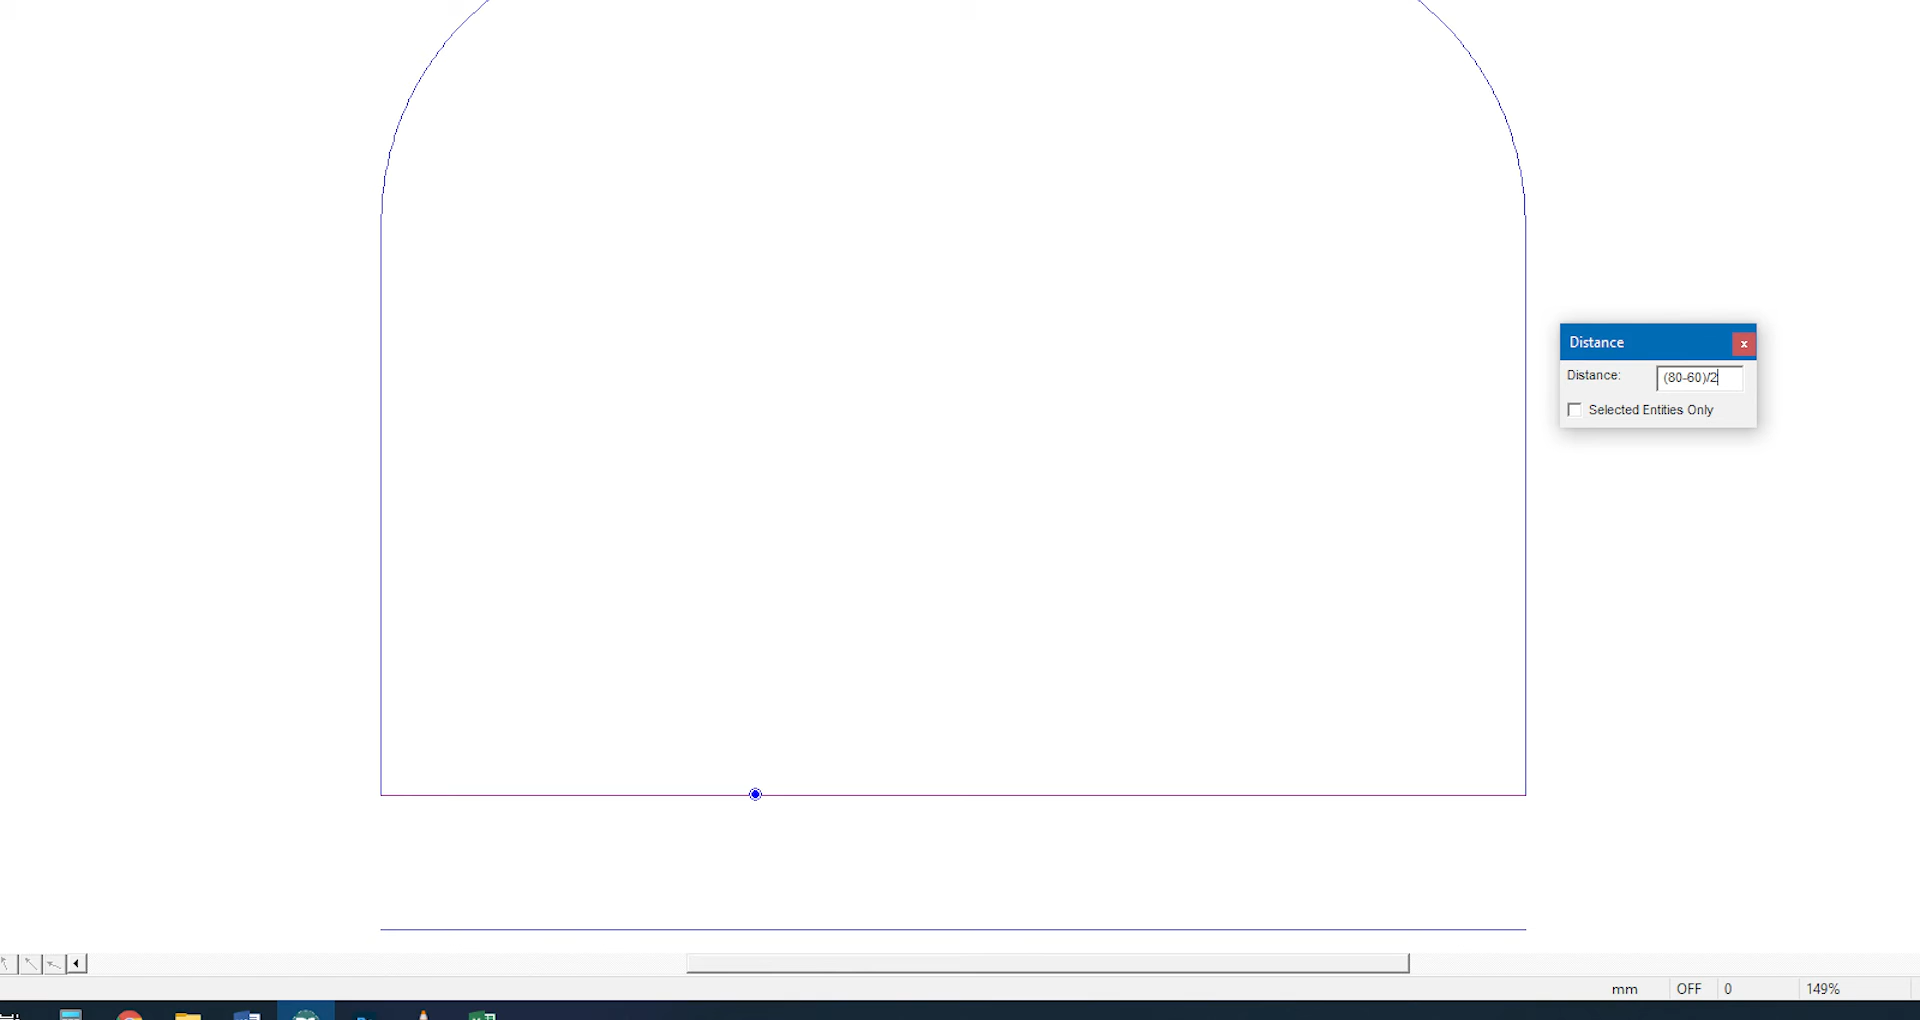 Distance
x
Distance:
(80-60)/2
Selected Entities Only
mm
OFF
0
149%